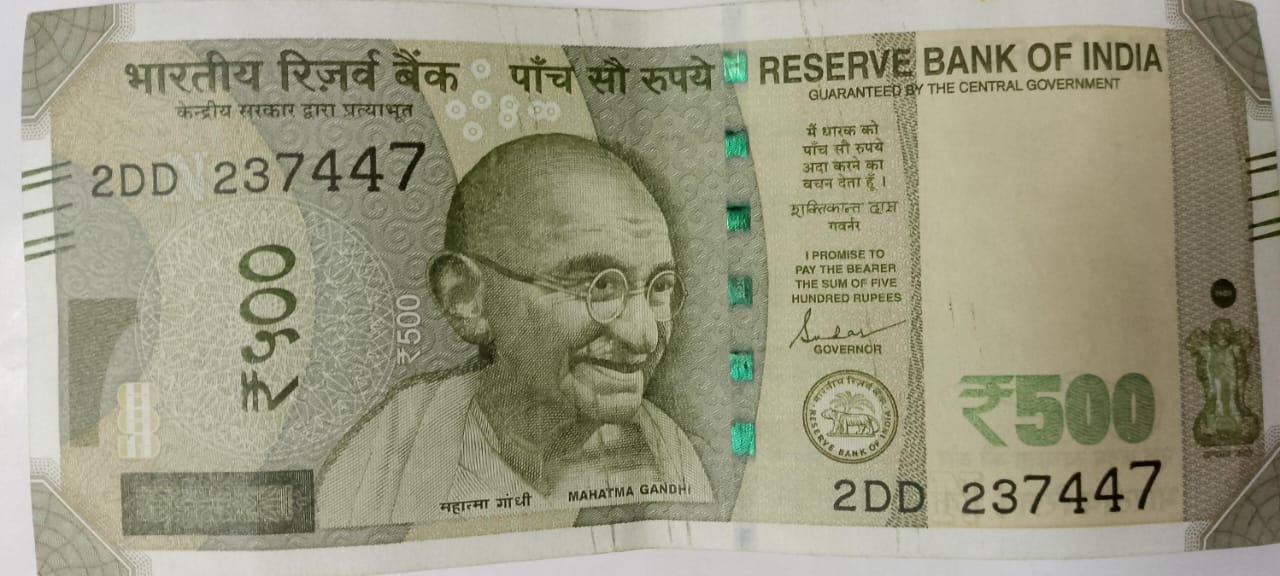 भारतीय रिज़र्व बैंक
केन्द्रीय सरकार द्वारा प्रत्याभूत
पाँच सौ रुपये
RESERVE BANK OF INDIA
GUARANTEED BY THE CENTRAL GOVERNMENT
2DD 237447
₹५००
₹500
मैं धारक को
पाँच सौ रुपये
अदा करने का
वचन देता हूँ ।
शक्तिकान्त दास
गवर्नर
I PROMISE TO
PAY THE BEARER
THE SUM OF FIVE
HUNDRED RUPEES
GOVERNOR
भारतीय रिज़र्व बैंक
RESERVE BANK OF INDIA
₹500
2DD 237447
महात्मा गांधी
MAHATMA GANDHI